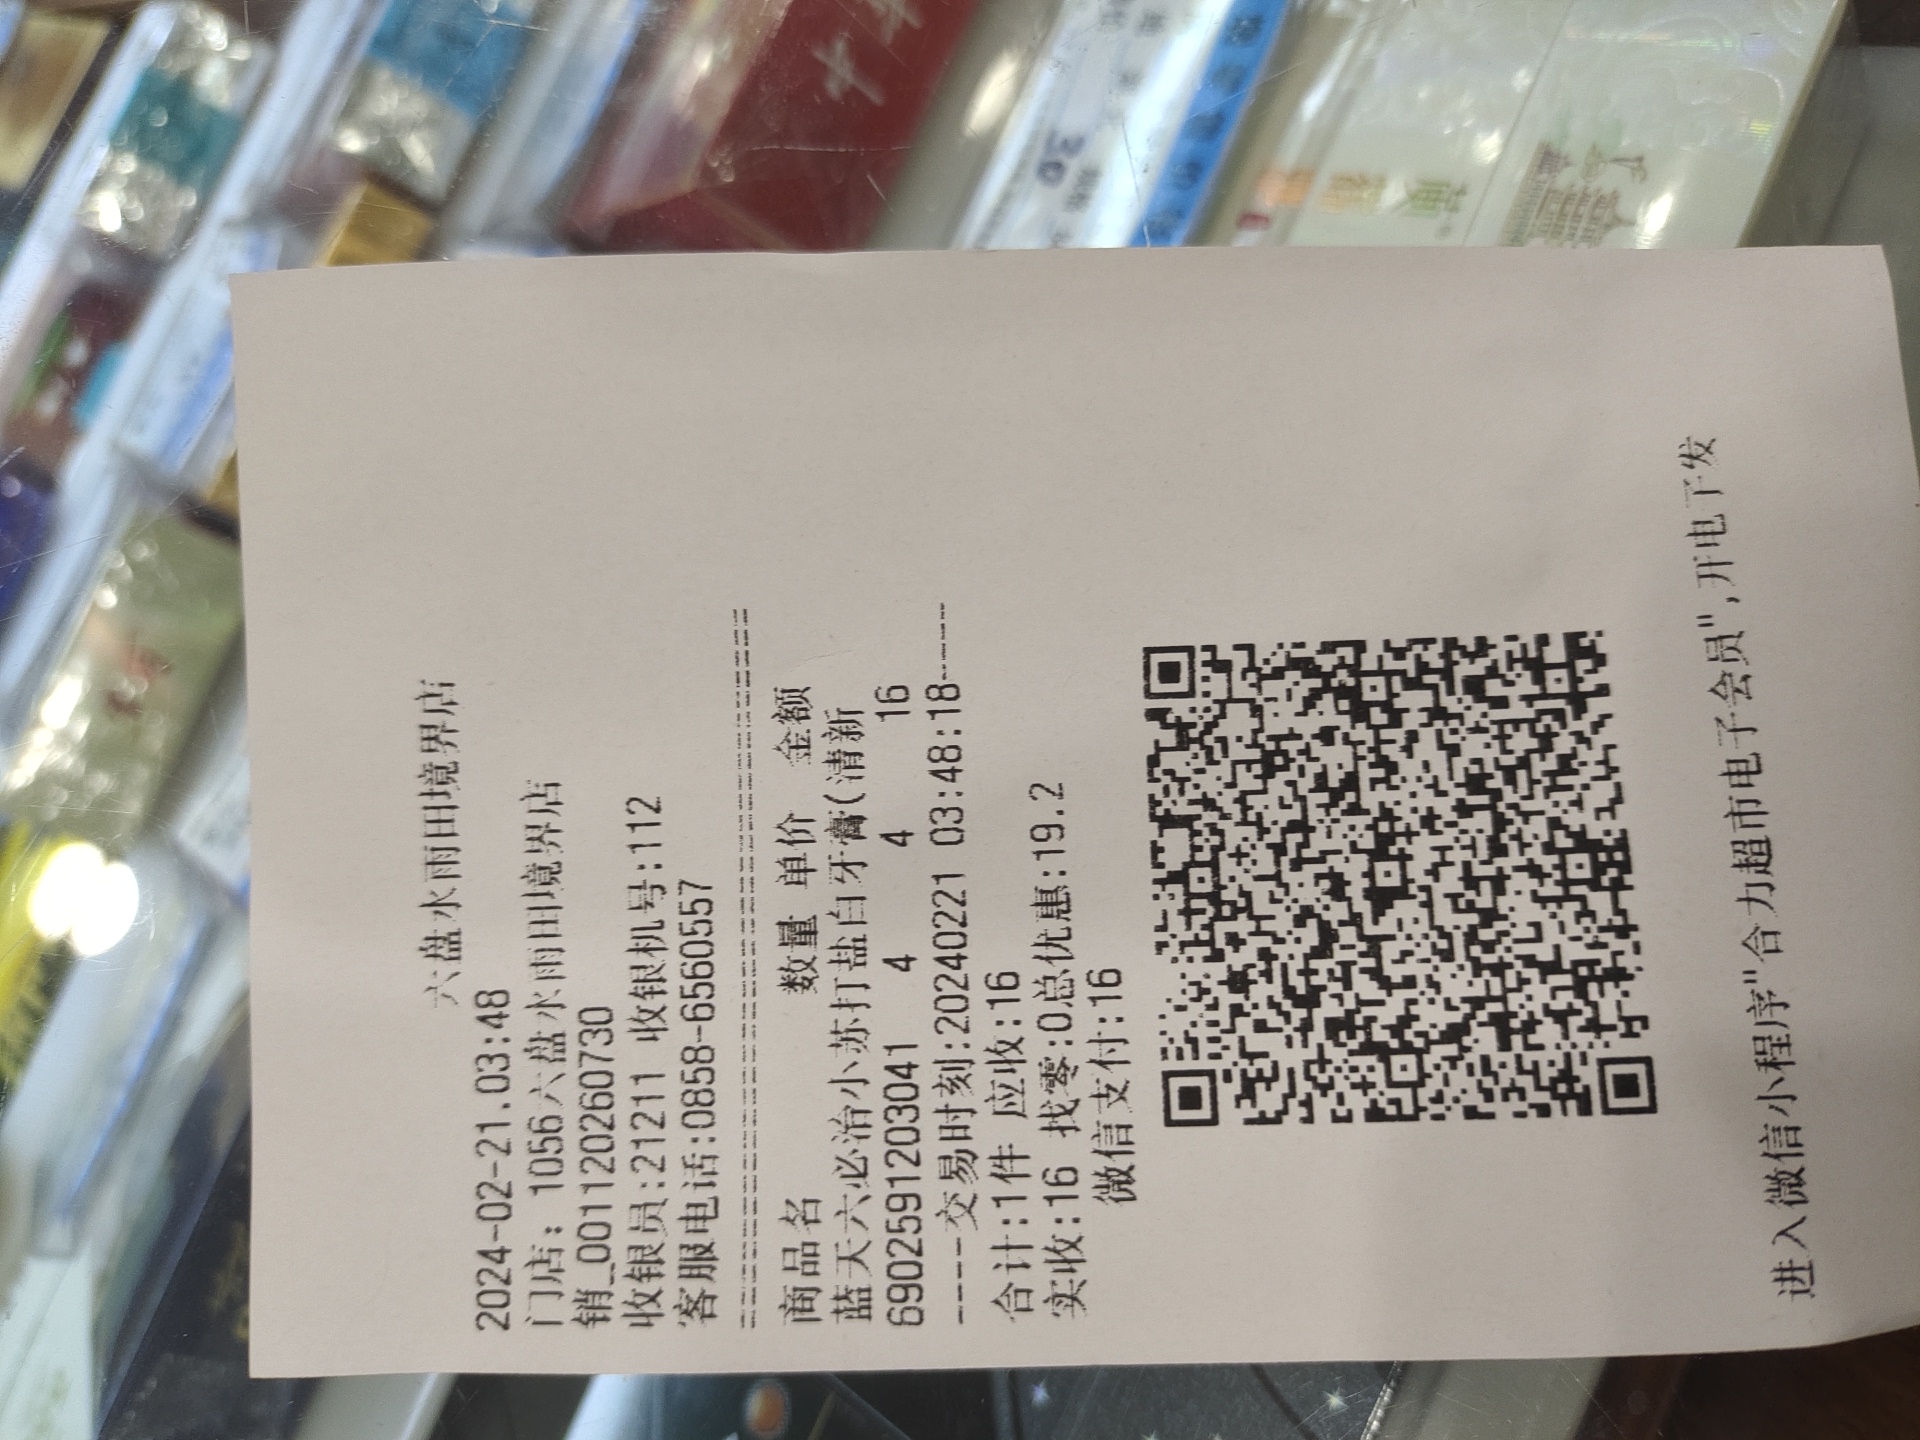 六盘水雨田境界店
2024-02-21.03:48
门店: 1056六盘水雨田境界店
销_001120260730
收银员:21211 收银机号:112
客服电话:0858-6560557
商品名 数量 单价 金额
蓝天六必治小苏打盐白牙膏(清新
6902591203041 4 4 16
----交易时刻:20240221 03:48:18----
合计:1件 应收:16
实收:16 找零:0总优惠:19.2
微信支付:16
进入微信小程序"合力超市电子会员",开电子发
30